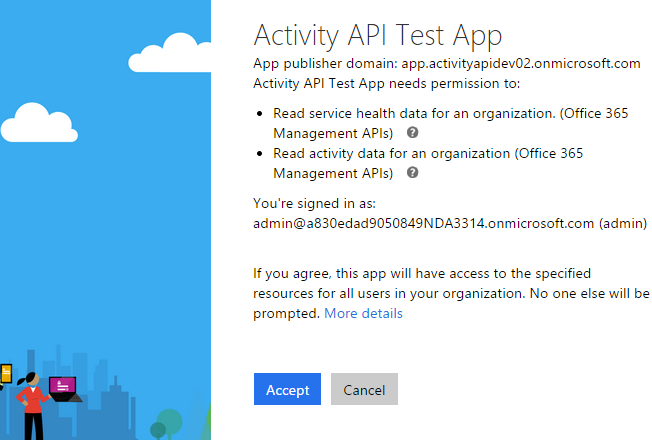 Activity API Test App
App publisher domain: app.activityapidev02.onmicrosoft.com
Activity API Test App needs permission to:
• Read service health data for an organization. (Office 365
Management APIs) ?
• Read activity data for an organization (Office 365
Management APIs) ?
You're signed in as:
admin@a830edad9050849NDA3314.onmicrosoft.com (admin)
If you agree, this app will have access to the specified
resources for all users in your organization. No one else will be
prompted. More details
Accept Cancel